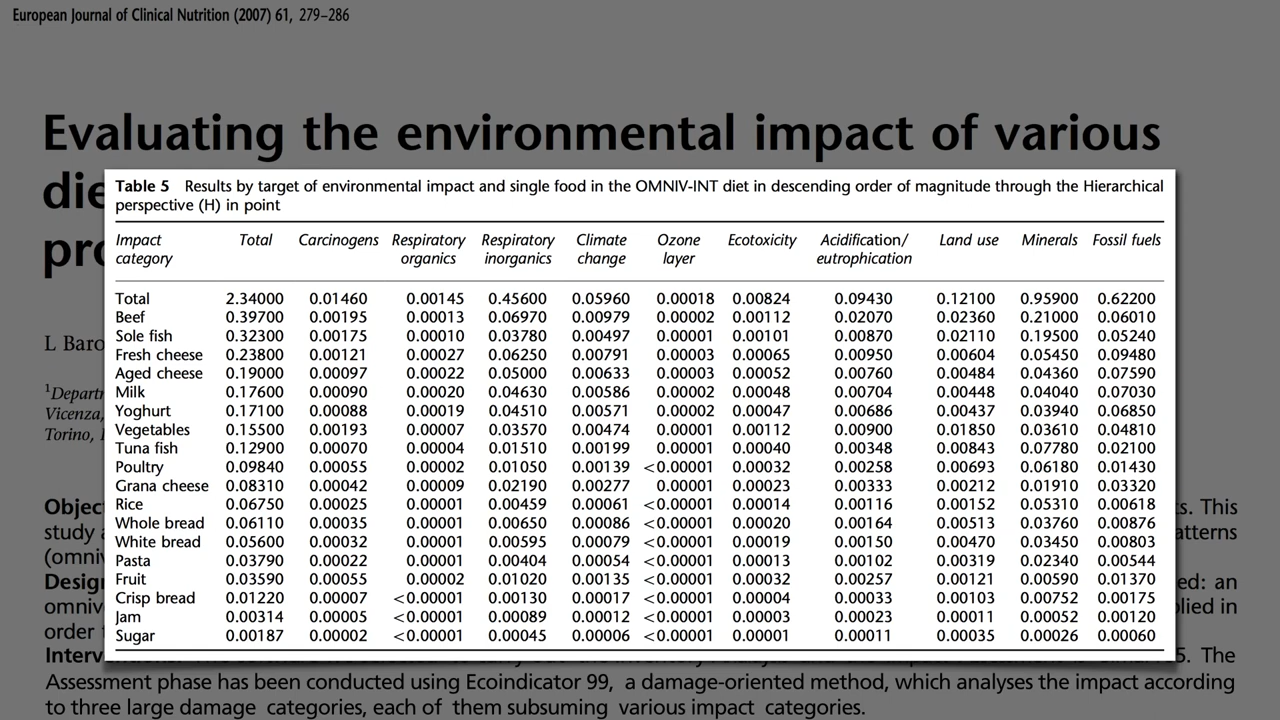 European Journal of Clinical Nutrition (2007) 61, 279–286
Evaluating the environmental impact of various
die
pro
Table 5 Results by target of environmental impact and single food in the OMNIV-INT diet in descending order of magnitude through the Hierarchical
perspective (H) in point
Impact category Total Carcinogens Respiratory organics Respiratory inorganics Climate change Ozone layer Ecotoxicity Acidification/eutrophication Land use Minerals Fossil fuels
Total 2.34000 0.01460 0.00145 0.45600 0.05960 0.00018 0.00824 0.09430 0.12100 0.95900 0.62200
Beef 0.39700 0.00195 0.00013 0.06970 0.00979 0.00002 0.00112 0.02070 0.02360 0.21000 0.06010
Sole fish 0.32300 0.00175 0.00010 0.03780 0.00497 0.00001 0.00101 0.00870 0.02110 0.19500 0.05240
Fresh cheese 0.23800 0.00121 0.00027 0.06250 0.00791 0.00003 0.00065 0.00950 0.00604 0.05450 0.09480
Aged cheese 0.19000 0.00097 0.00022 0.05000 0.00633 0.00003 0.00052 0.00760 0.00484 0.04360 0.07590
Milk 0.17600 0.00090 0.00020 0.04630 0.00586 0.00002 0.00048 0.00704 0.00448 0.04040 0.07030
Yoghurt 0.17100 0.00088 0.00019 0.04510 0.00571 0.00002 0.00047 0.00686 0.00437 0.03940 0.06850
Vegetables 0.15500 0.00193 0.00007 0.03570 0.00474 0.00001 0.00112 0.00900 0.01850 0.03610 0.04810
Tuna fish 0.12900 0.00070 0.00004 0.01510 0.00199 0.00001 0.00040 0.00348 0.00843 0.07780 0.02100
Poultry 0.09840 0.00055 0.00002 0.01050 0.00139 <0.00001 0.00032 0.00258 0.00693 0.06180 0.01430
Grana cheese 0.08310 0.00042 0.00009 0.02190 0.00277 0.00001 0.00023 0.00333 0.00212 0.01910 0.03320
Rice 0.06750 0.00025 0.00001 0.00459 0.00061 <0.00001 0.00014 0.00116 0.00152 0.05310 0.00618
Whole bread 0.06110 0.00035 0.00001 0.00650 0.00086 <0.00001 0.00020 0.00164 0.00513 0.03760 0.00876
White bread 0.05600 0.00032 0.00001 0.00595 0.00079 <0.00001 0.00019 0.00150 0.00470 0.03450 0.00803
Pasta 0.03790 0.00022 0.00001 0.00404 0.00054 <0.00001 0.00013 0.00102 0.00319 0.02340 0.00544
Fruit 0.03590 0.00055 0.00002 0.01020 0.00135 <0.00001 0.00032 0.00257 0.00121 0.00590 0.01370
Crisp bread 0.01220 0.00007 <0.00001 0.00130 0.00017 <0.00001 0.00004 0.00033 0.00103 0.00752 0.00175
Jam 0.00314 0.00005 <0.00001 0.00089 0.00012 <0.00001 0.00003 0.00023 0.00011 0.00052 0.00120
Sugar 0.00187 0.00002 <0.00001 0.00045 0.00006 <0.00001 0.00001 0.00011 0.00035 0.00026 0.00060
L Baro
1Depart
Vicenza,
Torino,
Objec ts. This
study a atterns
(omniv
Design ed: an
omniv plied in
order t
Interv 5. The
Assessment phase has been conducted using Ecoindicator 99, a damage-oriented method, which analyses the impact according
to three large damage categories, each of them subsuming various impact categories.